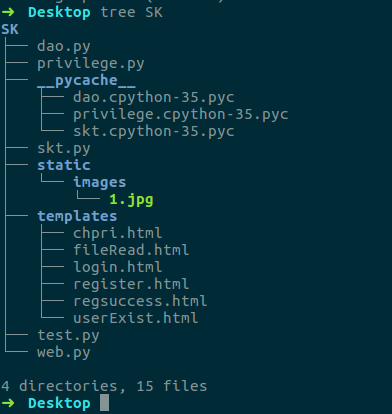 ➜ Desktop tree SK
SK
├── dao.py
├── privilege.py
├── __pycache__
│   ├── dao.cpython-35.pyc
│   ├── privilege.cpython-35.pyc
│   └── skt.cpython-35.pyc
├── skt.py
├── static
│   └── images
│       └── 1.jpg
├── templates
│   ├── chpri.html
│   ├── fileRead.html
│   ├── login.html
│   ├── register.html
│   ├── regsuccess.html
│   └── userExist.html
├── test.py
└── web.py
4 directories, 15 files
➜ Desktop